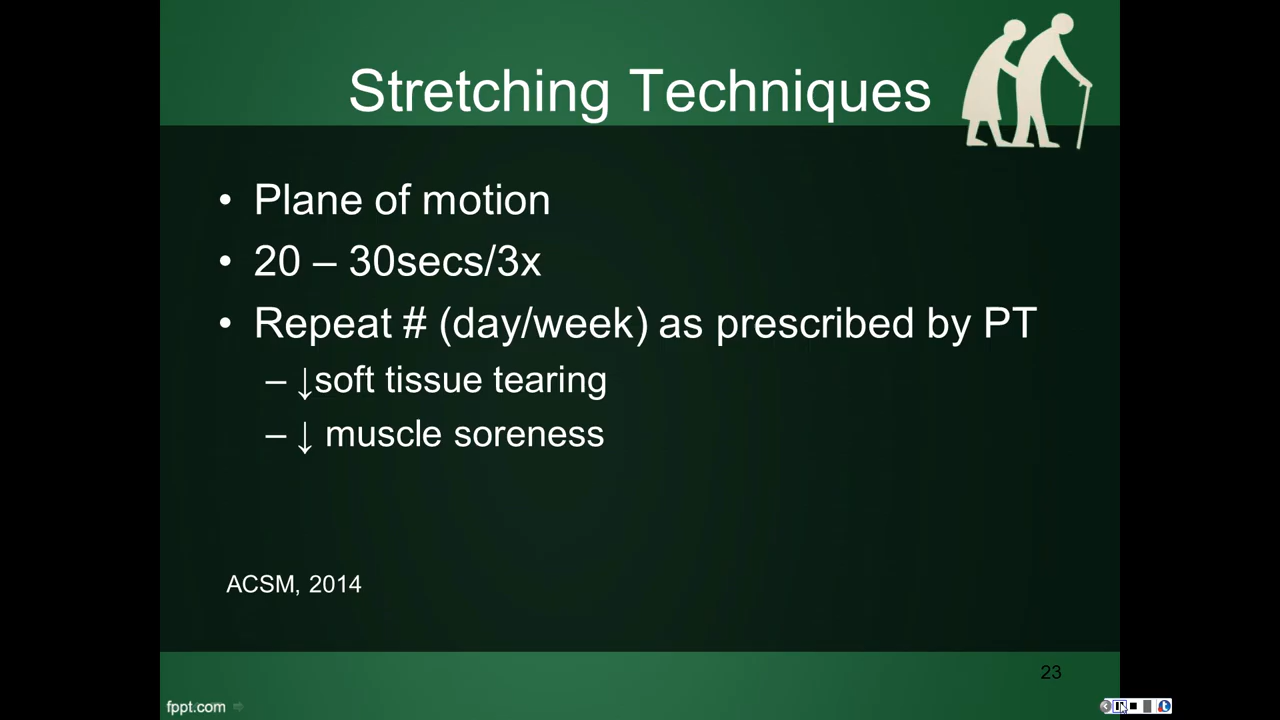 Stretching Techniques
• Plane of motion
• 20 – 30secs/3x
• Repeat # (day/week) as prescribed by PT
– ↓soft tissue tearing
– ↓ muscle soreness
ACSM, 2014
23
fppt.com